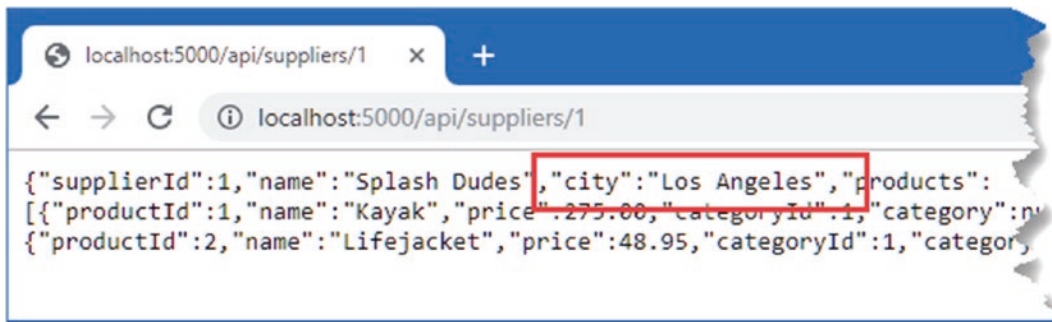 localhost:5000/api/suppliers/1
localhost:5000/api/suppliers/1
{"supplierId":1,"name":"Splash Dudes","city":"Los Angeles","products":
[{"productId":1,"name":"Kayak","price":275.00,"categoryId":1,"category":nu
{"productId":2,"name":"Lifejacket","price":48.95,"categoryId":1,"category